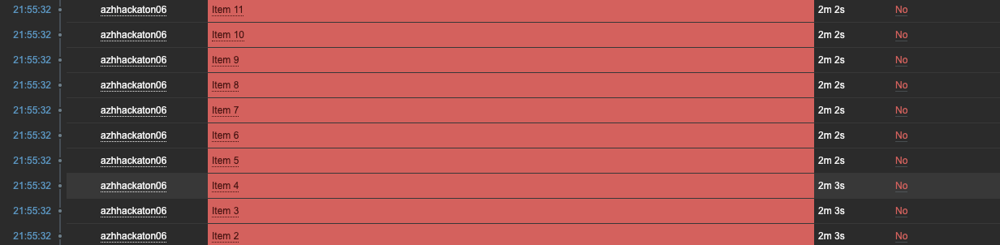 21:55:32 azhhackaton06 Item 11 2m 2s No
21:55:32 azhhackaton06 Item 10 2m 2s No
21:55:32 azhhackaton06 Item 9 2m 2s No
21:55:32 azhhackaton06 Item 8 2m 2s No
21:55:32 azhhackaton06 Item 7 2m 2s No
21:55:32 azhhackaton06 Item 6 2m 2s No
21:55:32 azhhackaton06 Item 5 2m 2s No
21:55:32 azhhackaton06 Item 4 2m 3s No
21:55:32 azhhackaton06 Item 3 2m 3s No
21:55:32 azhhackaton06 Item 2 2m 3s No